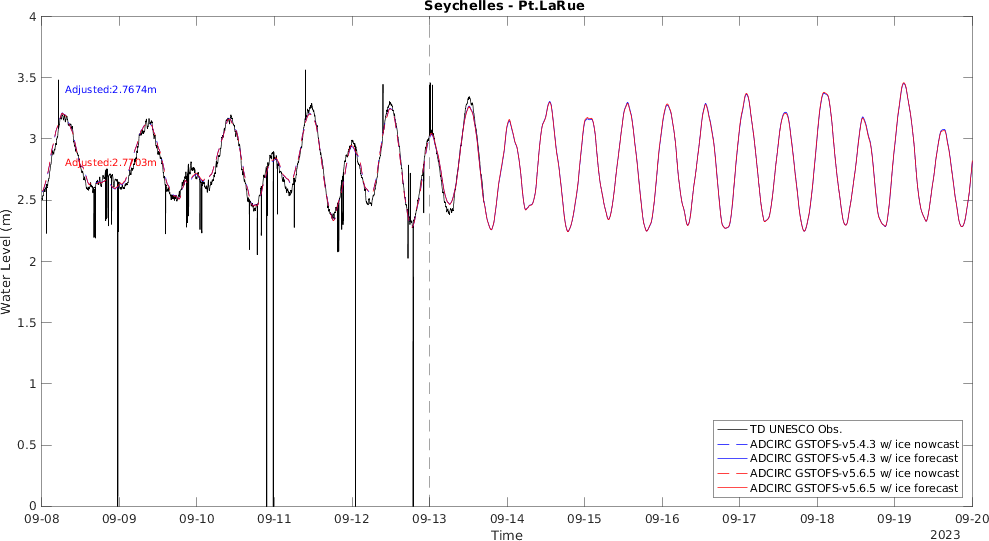 Seychelles - Pt.LaRue
4
3.5
3
2.5
2
1.5
1
0.5
0
Water Level (m)
Adjusted:2.7674m
Adjusted:2.7703m
TD UNESCO Obs.
ADCIRC GSTOFS-v5.4.3 w/ ice nowcast
ADCIRC GSTOFS-v5.4.3 w/ ice forecast
ADCIRC GSTOFS-v5.6.5 w/ ice nowcast
ADCIRC GSTOFS-v5.6.5 w/ ice forecast
09-08 09-09 09-10 09-11 09-12 09-13 09-14 09-15 09-16 09-17 09-18 09-19 09-20
Time
2023